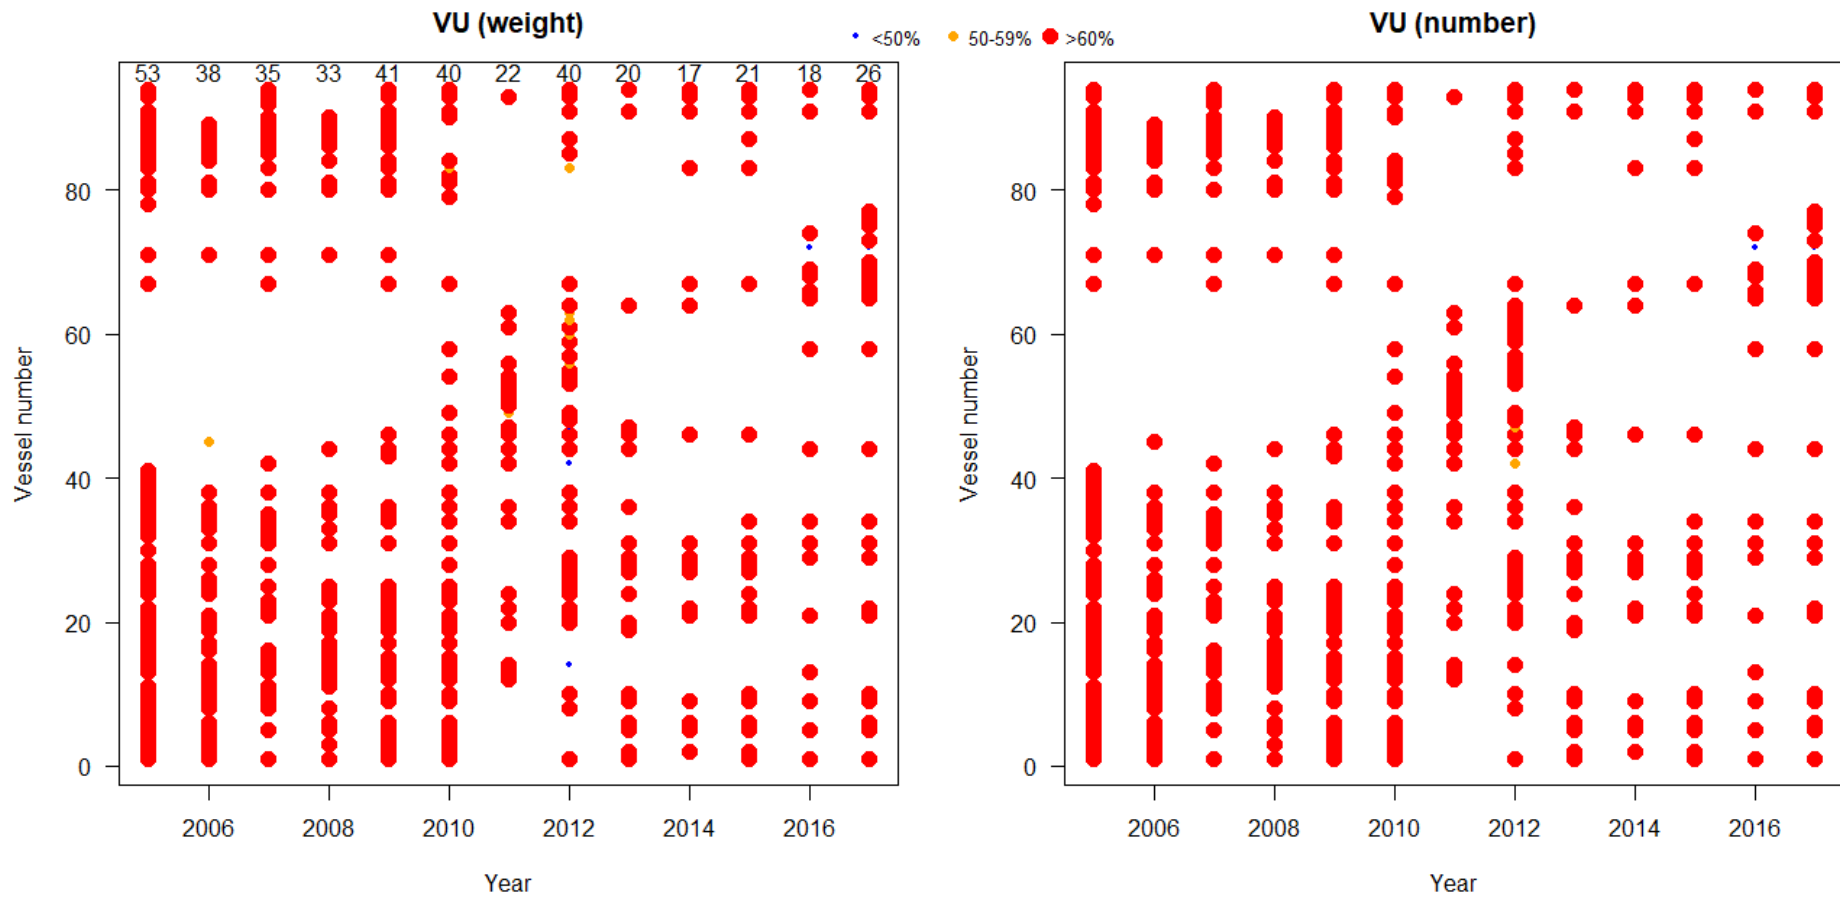 VU (weight)
<50% 50-59% >60%
VU (number)
53 38 35 33 41 40 22 40 20 17 21 18 26
Vessel number
80
60
40
20
0
2006 2008 2010 2012 2014 2016
Year
Vessel number
80
60
40
20
0
2006 2008 2010 2012 2014 2016
Year